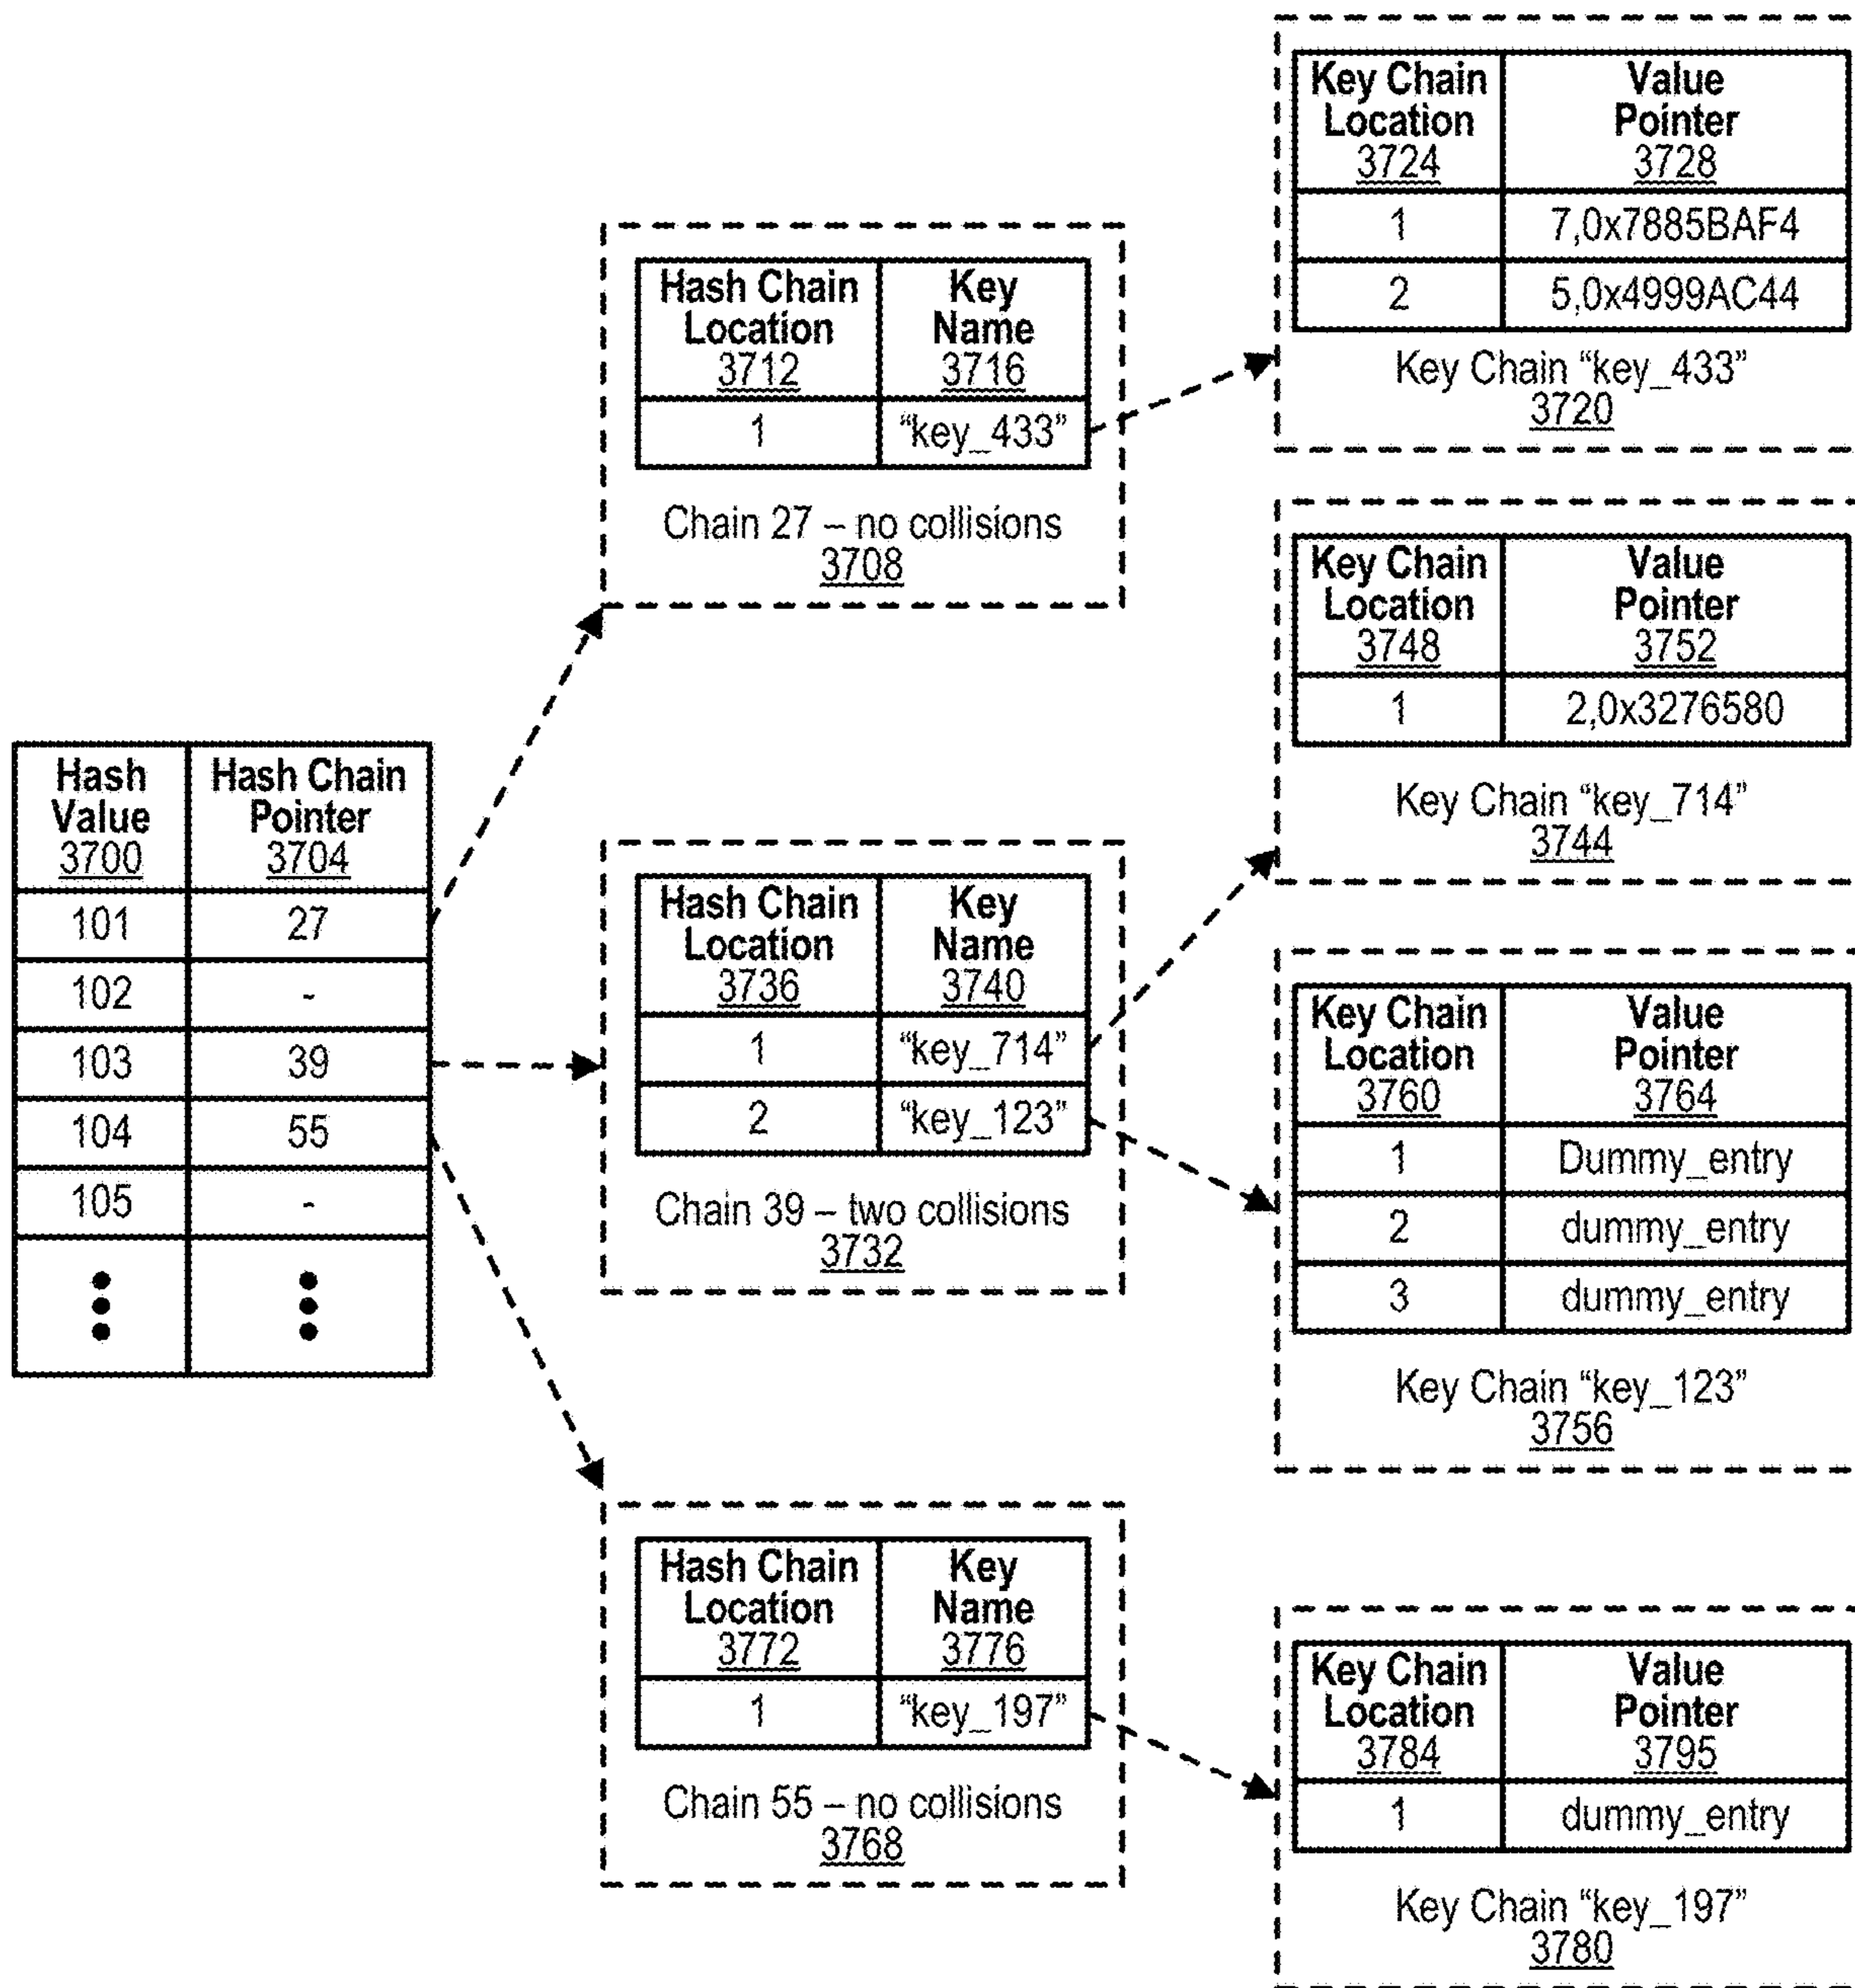 Hash Value 3700 Hash Chain Pointer 3704
101 27
102 -
103 39
104 55
105 -
Hash Chain Location 3712 Key Name 3716
1 “key_433”
Chain 27 – no collisions
3708
Hash Chain Location 3736 Key Name 3740
1 “key_714”
2 “key_123”
Chain 39 – two collisions
3732
Hash Chain Location 3772 Key Name 3776
1 “key_197”
Chain 55 – no collisions
3768
Key Chain Location 3724 Value Pointer 3728
1 7,0x7885BAF4
2 5,0x4999AC44
Key Chain “key_433”
3720
Key Chain Location 3748 Value Pointer 3752
1 2,0x3276580
Key Chain “key_714”
3744
Key Chain Location 3760 Value Pointer 3764
1 Dummy_entry
2 dummy_entry
3 dummy_entry
Key Chain “key_123”
3756
Key Chain Location 3784 Value Pointer 3795
1 dummy_entry
Key Chain “key_197”
3780